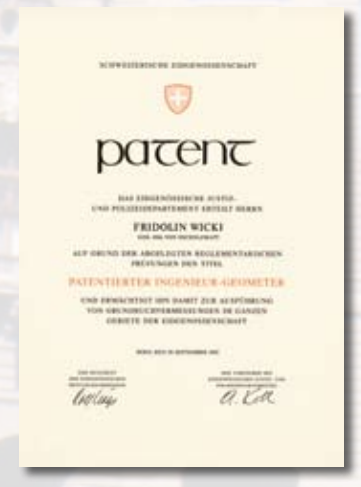 SCHWEIZERISCHE EIDGENOSSENSCHAFT
patent
DAS EIDGENÖSSISCHE JUSTIZ-
UND POLIZEIDEPARTEMENT ERTEILT HERRN
FRIDOLIN WICKI
AUF GRUND DER ABGELEGTEN REGLEMENTARISCHEN
PRÜFUNGEN DEN TITEL
PATENTIERTER INGENIEUR-GEOMETER
UND ERMÄCHTIGT IHN DAMIT ZUR AUSFÜHRUNG
VON GRUNDBUCHVERMESSUNGEN IM GANZEN
GEBIETE DER EIDGENOSSENSCHAFT